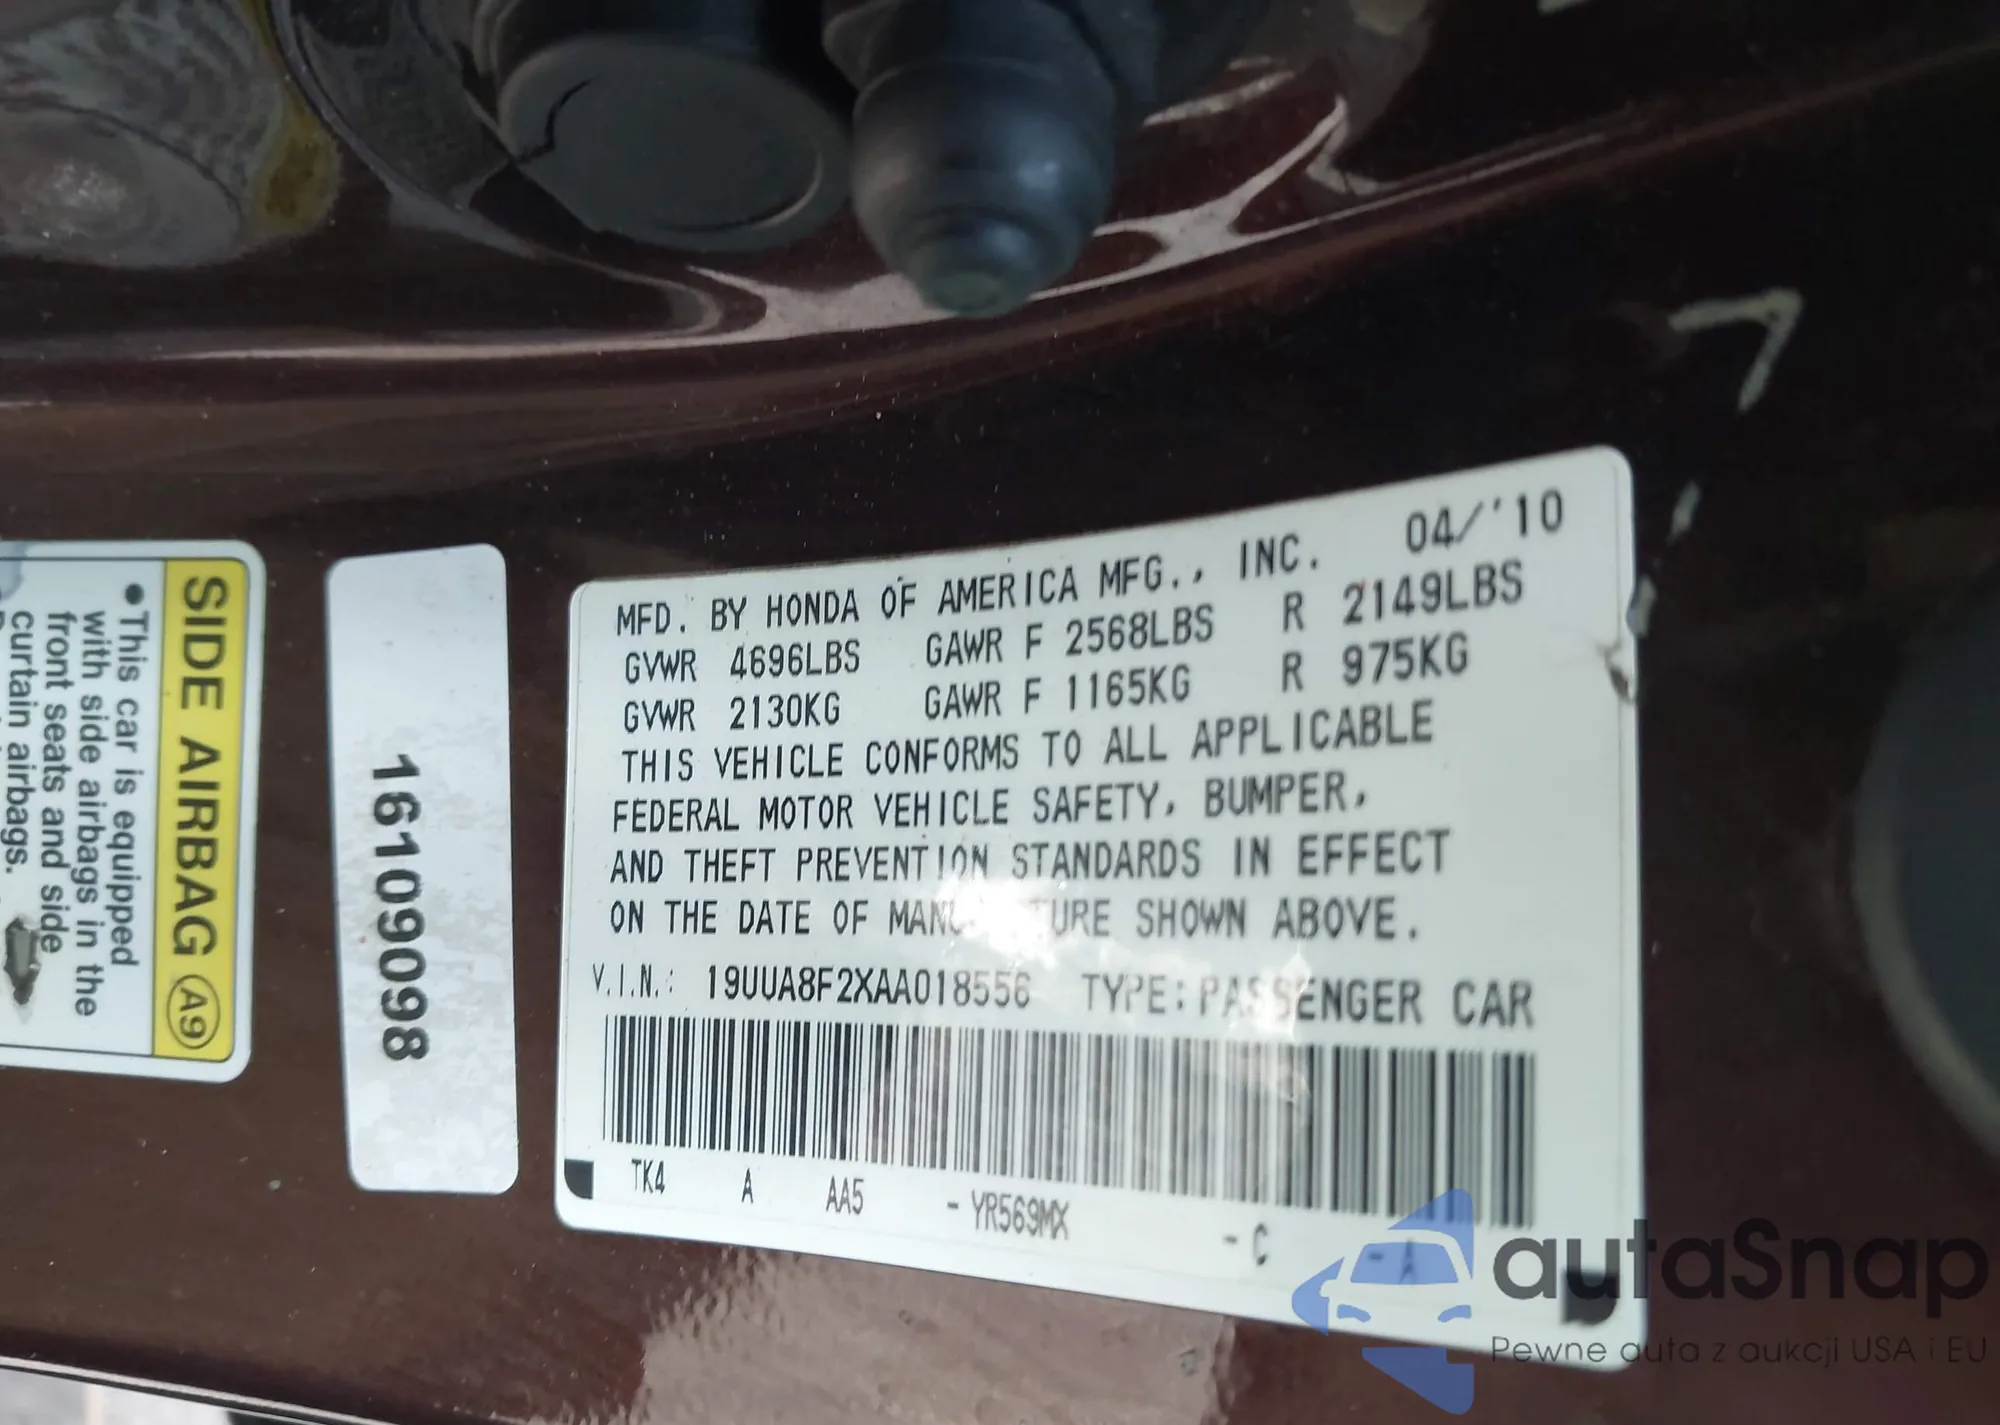 SIDE AIRBAG A9
•This car is equipped
with side airbags in the
front seats and side
curtain airbags.
16109098
MFD. BY HONDA OF AMERICA MFG., INC. 04/'10
GVWR 4696LBS GAWR F 2568LBS R 2149LBS
GVWR 2130KG GAWR F 1165KG R 975KG
THIS VEHICLE CONFORMS TO ALL APPLICABLE
FEDERAL MOTOR VEHICLE SAFETY, BUMPER,
AND THEFT PREVENTION STANDARDS IN EFFECT
ON THE DATE OF MANUFACTURE SHOWN ABOVE.
V.I.N.: 19UUA8F2XAA018556 TYPE: PASSENGER CAR
TK4 A AA5 -YR569MX -C -A
autaSnap
Pewne auta z aukcji USA i EU